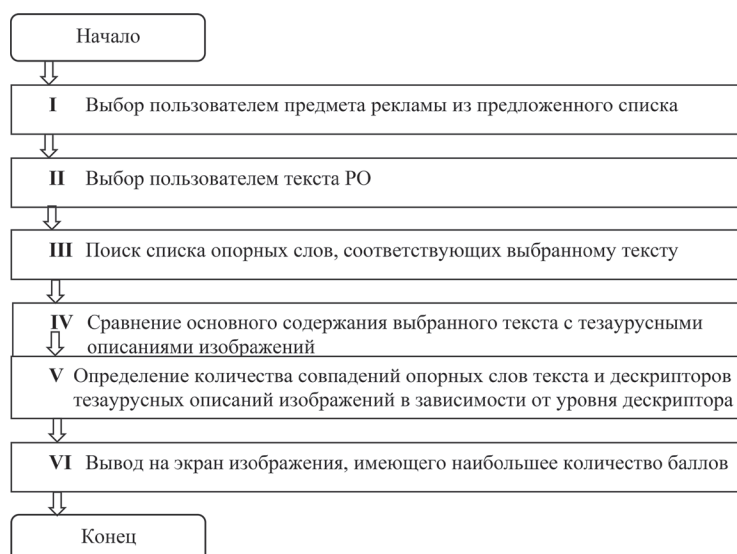 Начало
I Выбор пользователем предмета рекламы из предложенного списка
II Выбор пользователем текста РО
III Поиск списка опорных слов, соответствующих выбранному тексту
IV Сравнение основного содержания выбранного текста с тезаурусными
описаниями изображений
V Определение количества совпадений опорных слов текста и дескрипторов
тезаурусных описаний изображений в зависимости от уровня дескриптора
VI Вывод на экран изображения, имеющего наибольшее количество баллов
Конец